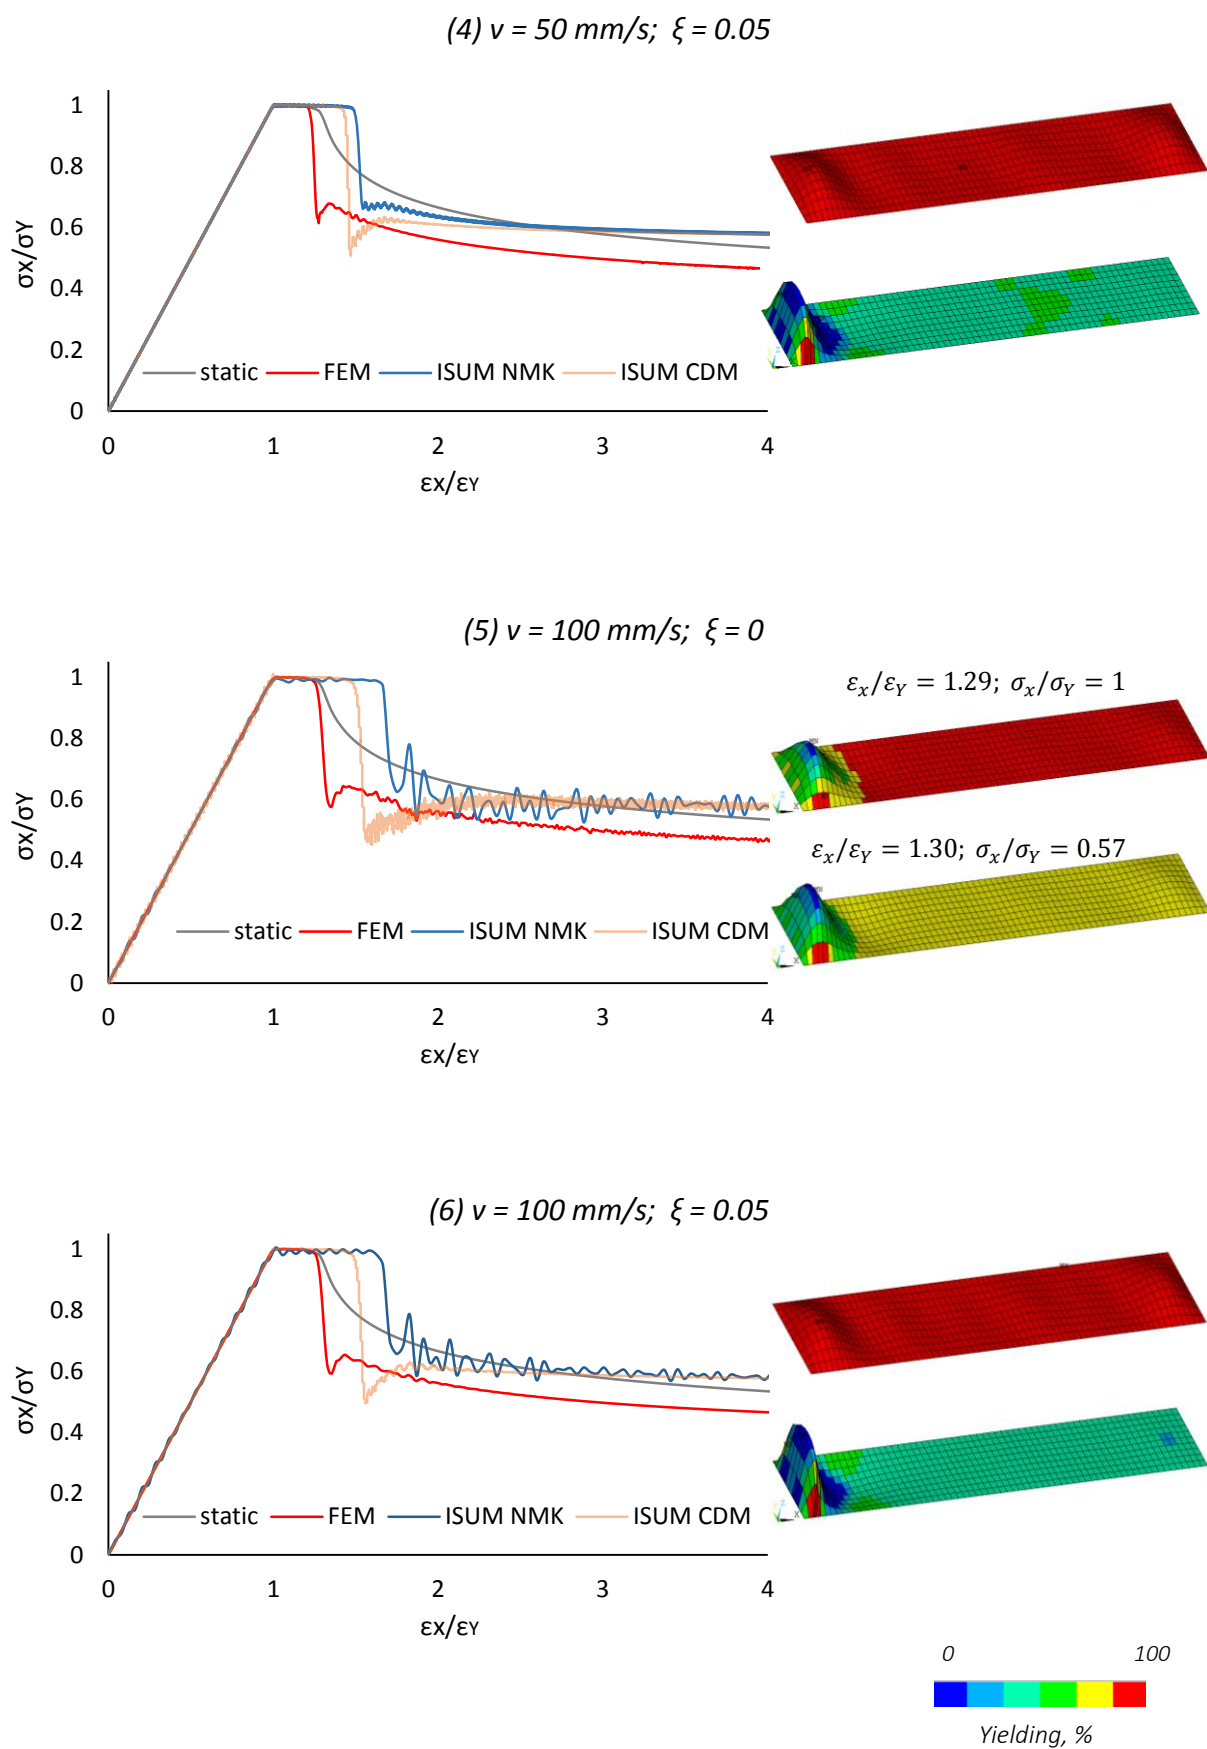 (4) v = 50 mm/s; ξ = 0.05
1
0.8
0.6
0.4
0.2
0
σx/σY
static FEM ISUM NMK ISUM CDM
0 1 2 3 4
εx/εY
(5) v = 100 mm/s; ξ = 0
1
0.8
0.6
0.4
0.2
0
σx/σY
static FEM ISUM NMK ISUM CDM
0 1 2 3 4
εx/εY
εx/εY = 1.29; σx/σY = 1
εx/εY = 1.30; σx/σY = 0.57
(6) v = 100 mm/s; ξ = 0.05
1
0.8
0.6
0.4
0.2
0
σx/σY
static FEM ISUM NMK ISUM CDM
0 1 2 3 4
εx/εY
0 100
Yielding, %